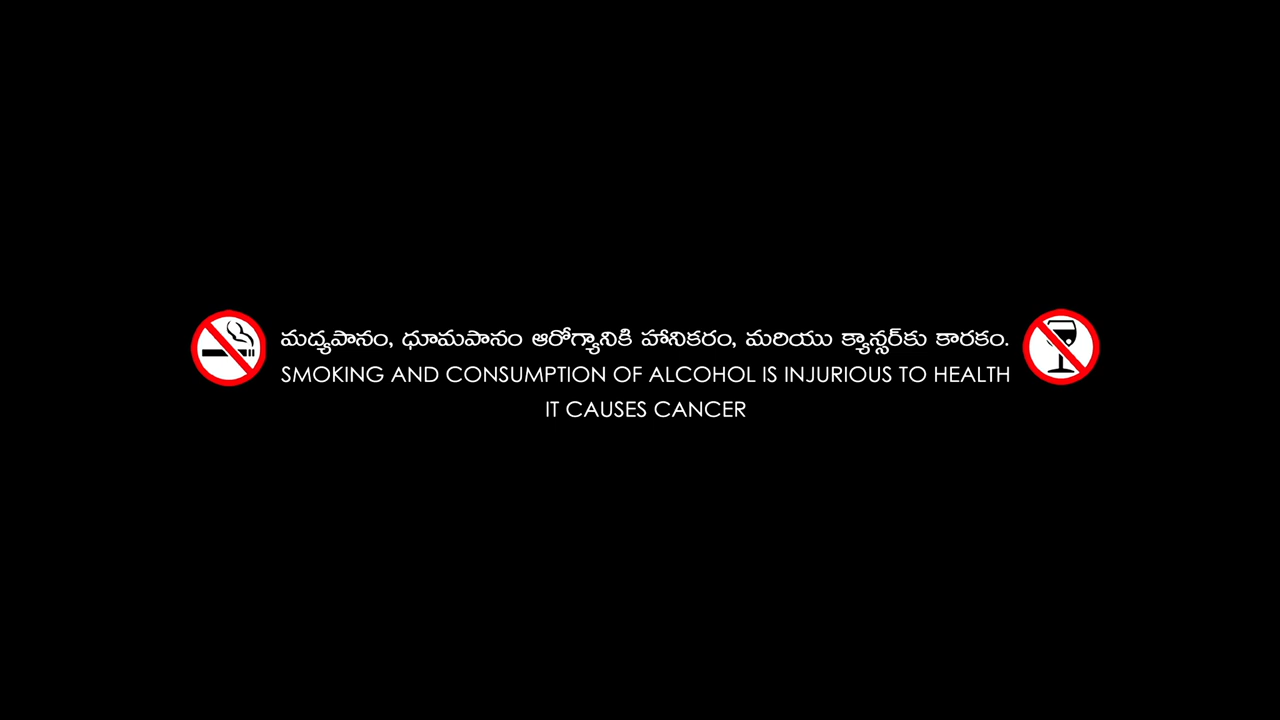 మద్యపానం, ధూమపానం ఆరోగ్యానికి హానికరం, మరియు క్యాన్సర్‌కు కారకం.
SMOKING AND CONSUMPTION OF ALCOHOL IS INJURIOUS TO HEALTH
IT CAUSES CANCER